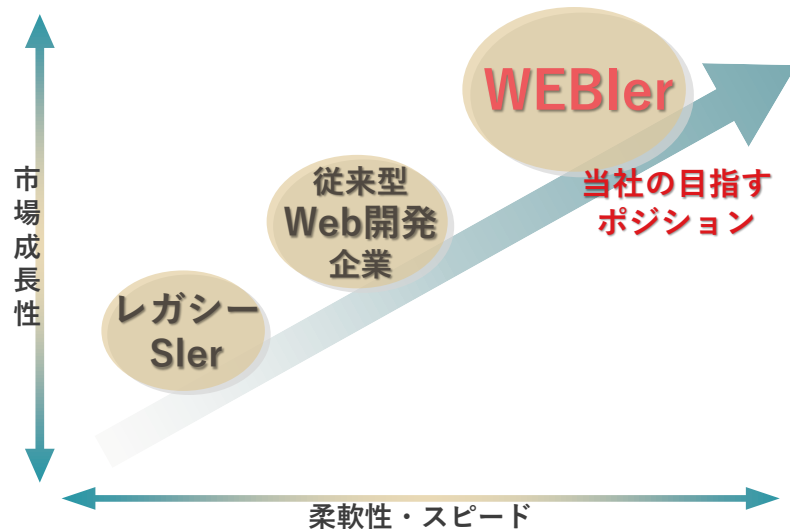 WEBIer
当社の目指す
ポジション
従来型
Web開発
企業
レガシー
SIer
市場成長性
柔軟性・スピード